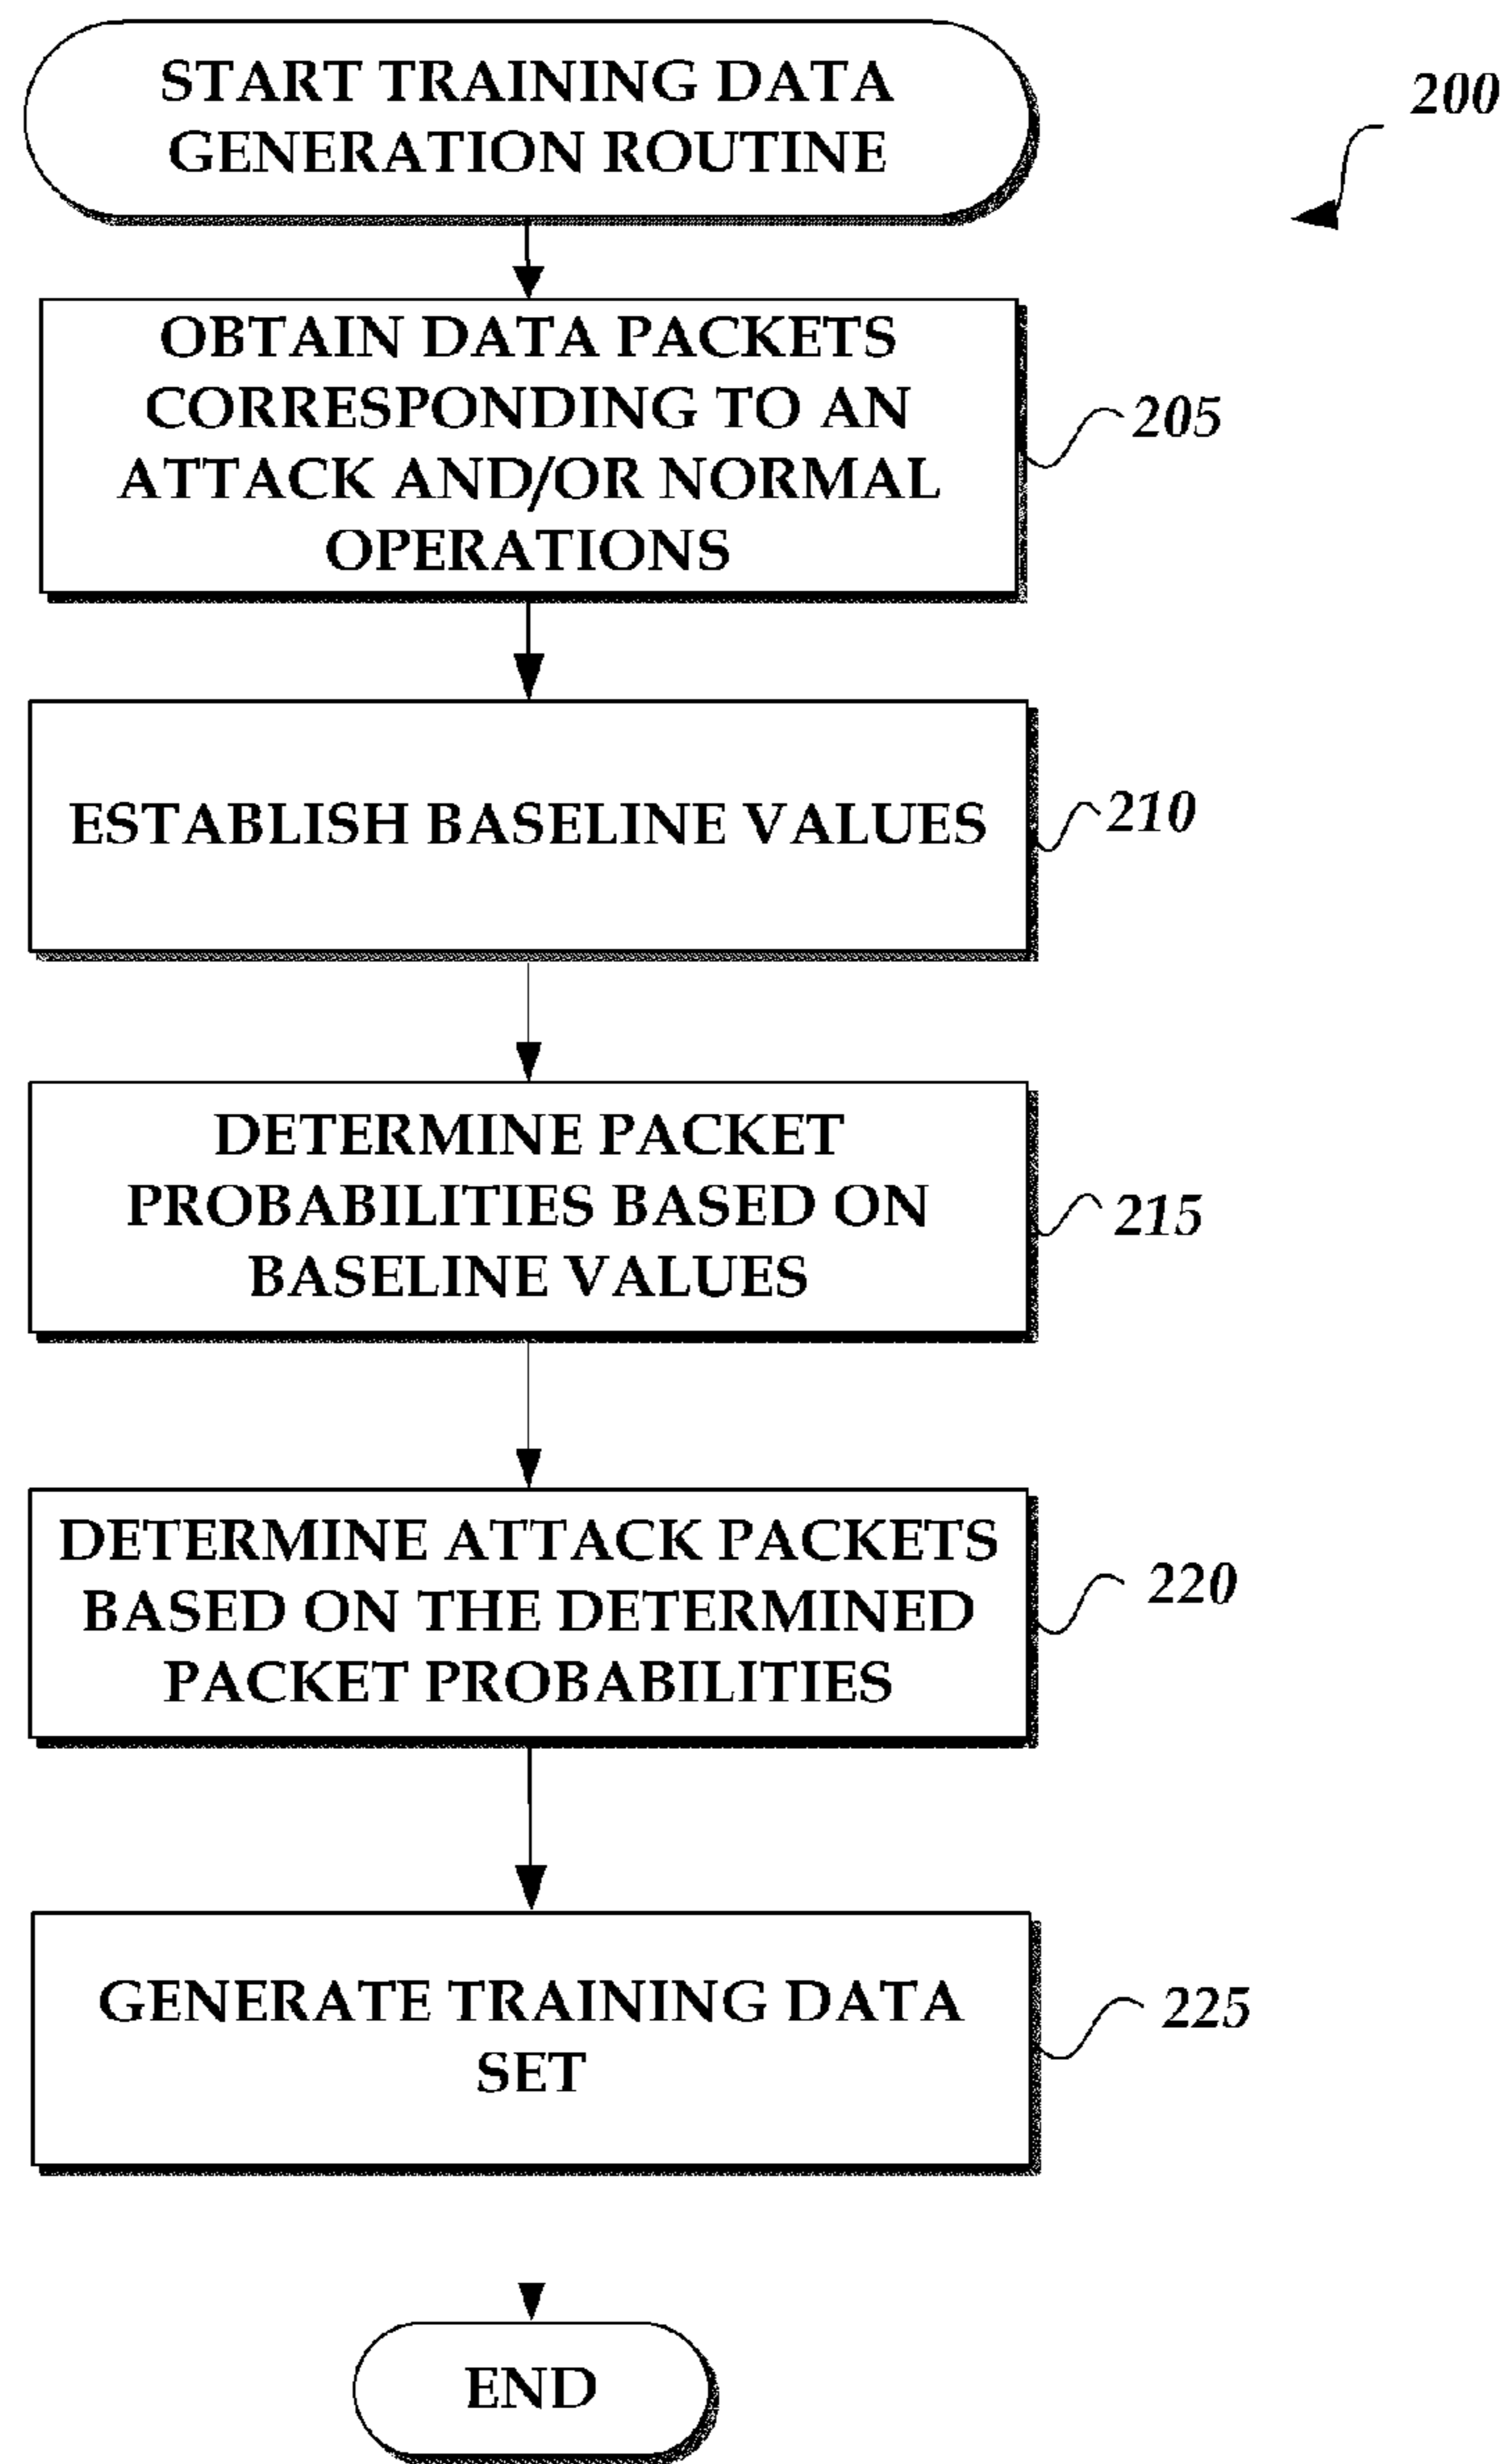 START TRAINING DATA
GENERATION ROUTINE
200
OBTAIN DATA PACKETS
CORRESPONDING TO AN
ATTACK AND/OR NORMAL
OPERATIONS
205
ESTABLISH BASELINE VALUES
210
DETERMINE PACKET
PROBABILITIES BASED ON
BASELINE VALUES
215
DETERMINE ATTACK PACKETS
BASED ON THE DETERMINED
PACKET PROBABILITIES
220
GENERATE TRAINING DATA
SET
225
END